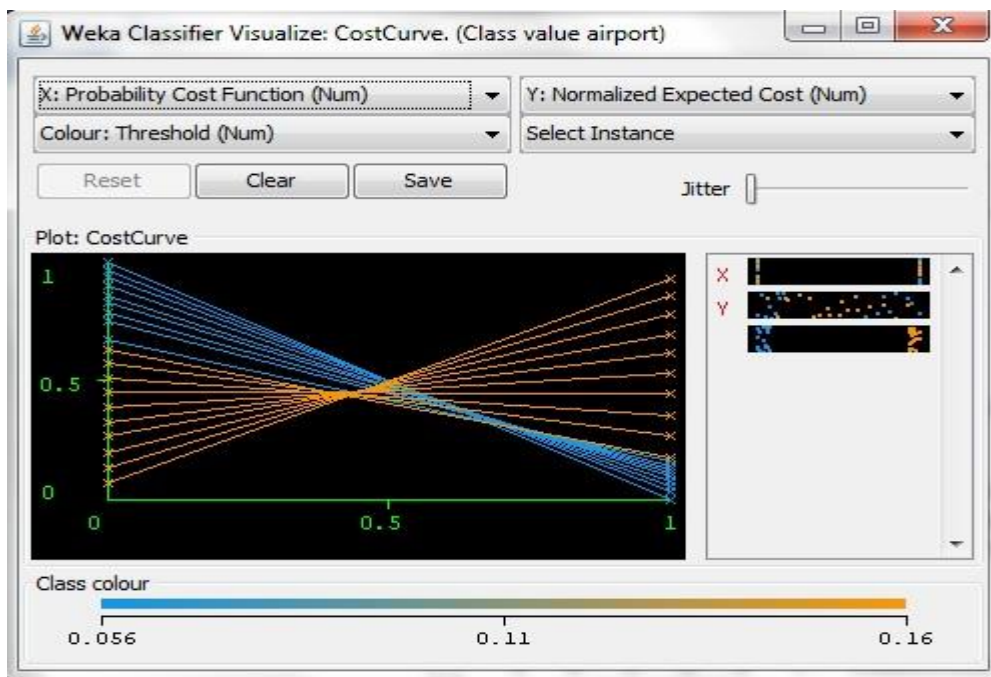 Weka Classifier Visualize: CostCurve. (Class value airport)
X: Probability Cost Function (Num) Y: Normalized Expected Cost (Num)
Colour: Threshold (Num) Select Instance
Reset Clear Save Jitter
Plot: CostCurve
1
0.5
0
0 0.5 1
X
Y
Class colour
0.056 0.11 0.16